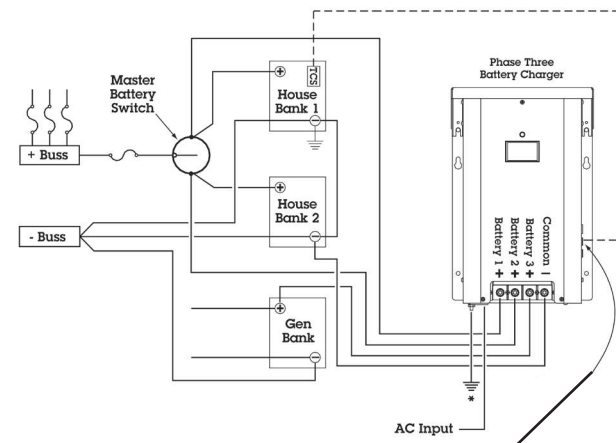 Phase Three
Battery Charger
Master
Battery
Switch
+ Buss
- Buss
+
TCS
House
Bank 1
−
+
House
Bank 2
−
+
Gen
Bank
−
Battery 1 +
Battery 2 +
Battery 3 +
Common −
*
AC Input